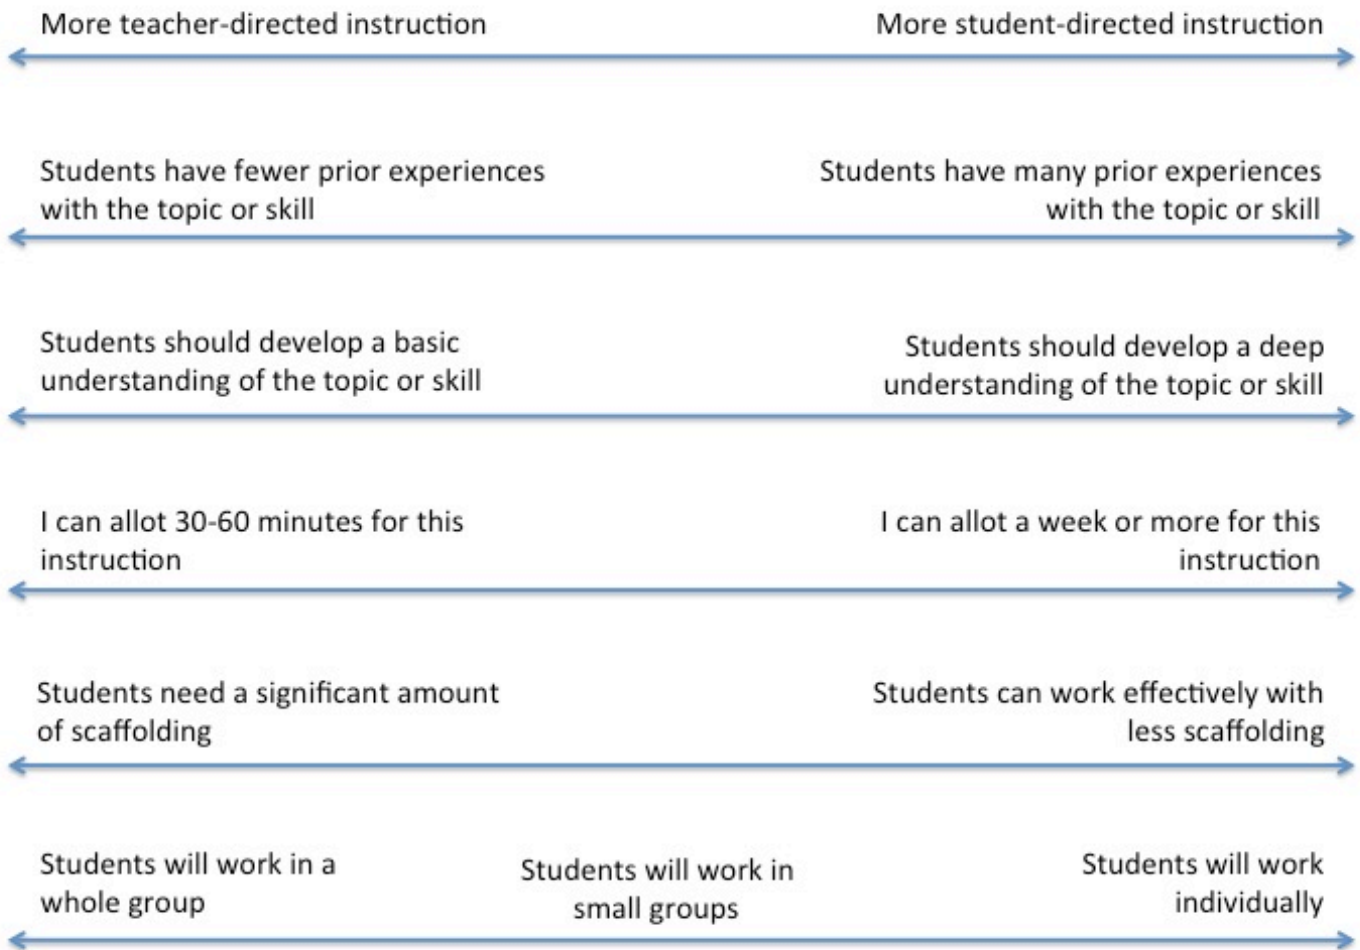 More teacher-directed instruction
More student-directed instruction
Students have fewer prior experiences
with the topic or skill
Students have many prior experiences
with the topic or skill
Students should develop a basic
understanding of the topic or skill
Students should develop a deep
understanding of the topic or skill
I can allot 30-60 minutes for this
instruction
I can allot a week or more for this
instruction
Students need a significant amount
of scaffolding
Students can work effectively with
less scaffolding
Students will work in a
whole group
Students will work in
small groups
Students will work
individually